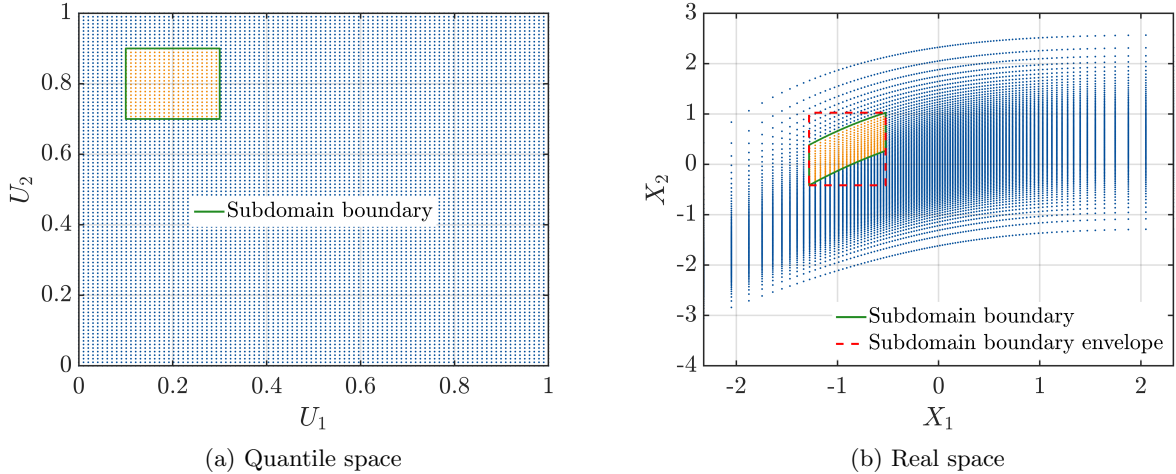 1
0.8
0.6
0.4
0.2
0
U2
Subdomain boundary
0
0.2
0.4
0.6
0.8
1
U1
(a) Quantile space
3
2
1
0
-1
-2
-3
-4
X2
Subdomain boundary
Subdomain boundary envelope
-2
-1
0
1
2
X1
(b) Real space